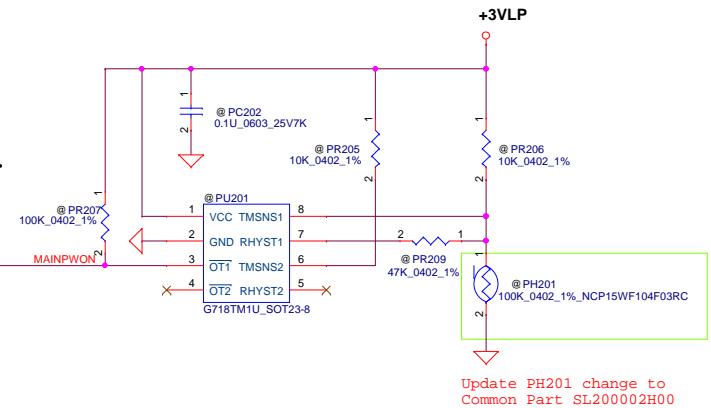 +3VLP
1
@ PC202
0.1U_0603_25V7K
2
1
@ PR205
10K_0402_1%
2
1
@ PR206
10K_0402_1%
2
1
@ PR207
100K_0402_1%
2
MAINPWON
@ PU201
1 VCC TMSNS1 8
2 GND RHYST1 7
3 OT1 TMSNS2 6
4 OT2 RHYST2 5
G718TM1U_SOT23-8
2 1
@ PR209
47K_0402_1%
1
@ PH201
100K_0402_1%_NCP15WF104F03RC
2
Update PH201 change to
Common Part SL200002H00